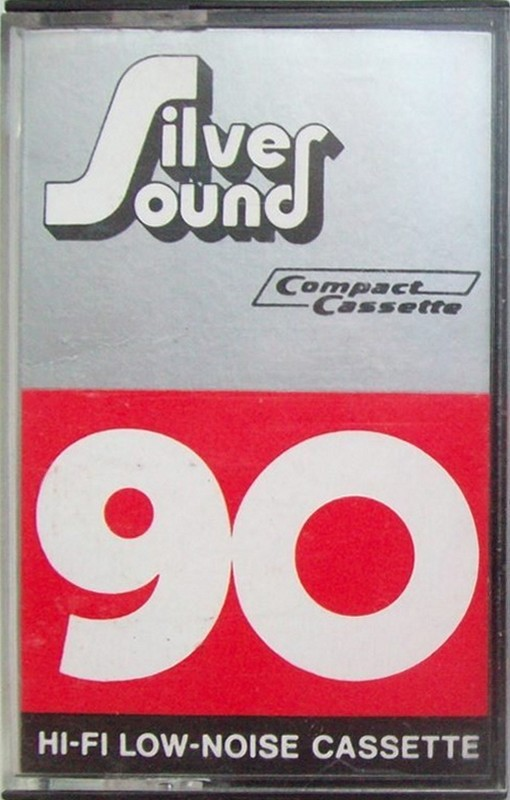 Silver
Sound
Compact
Cassette
90
HI-FI LOW-NOISE CASSETTE